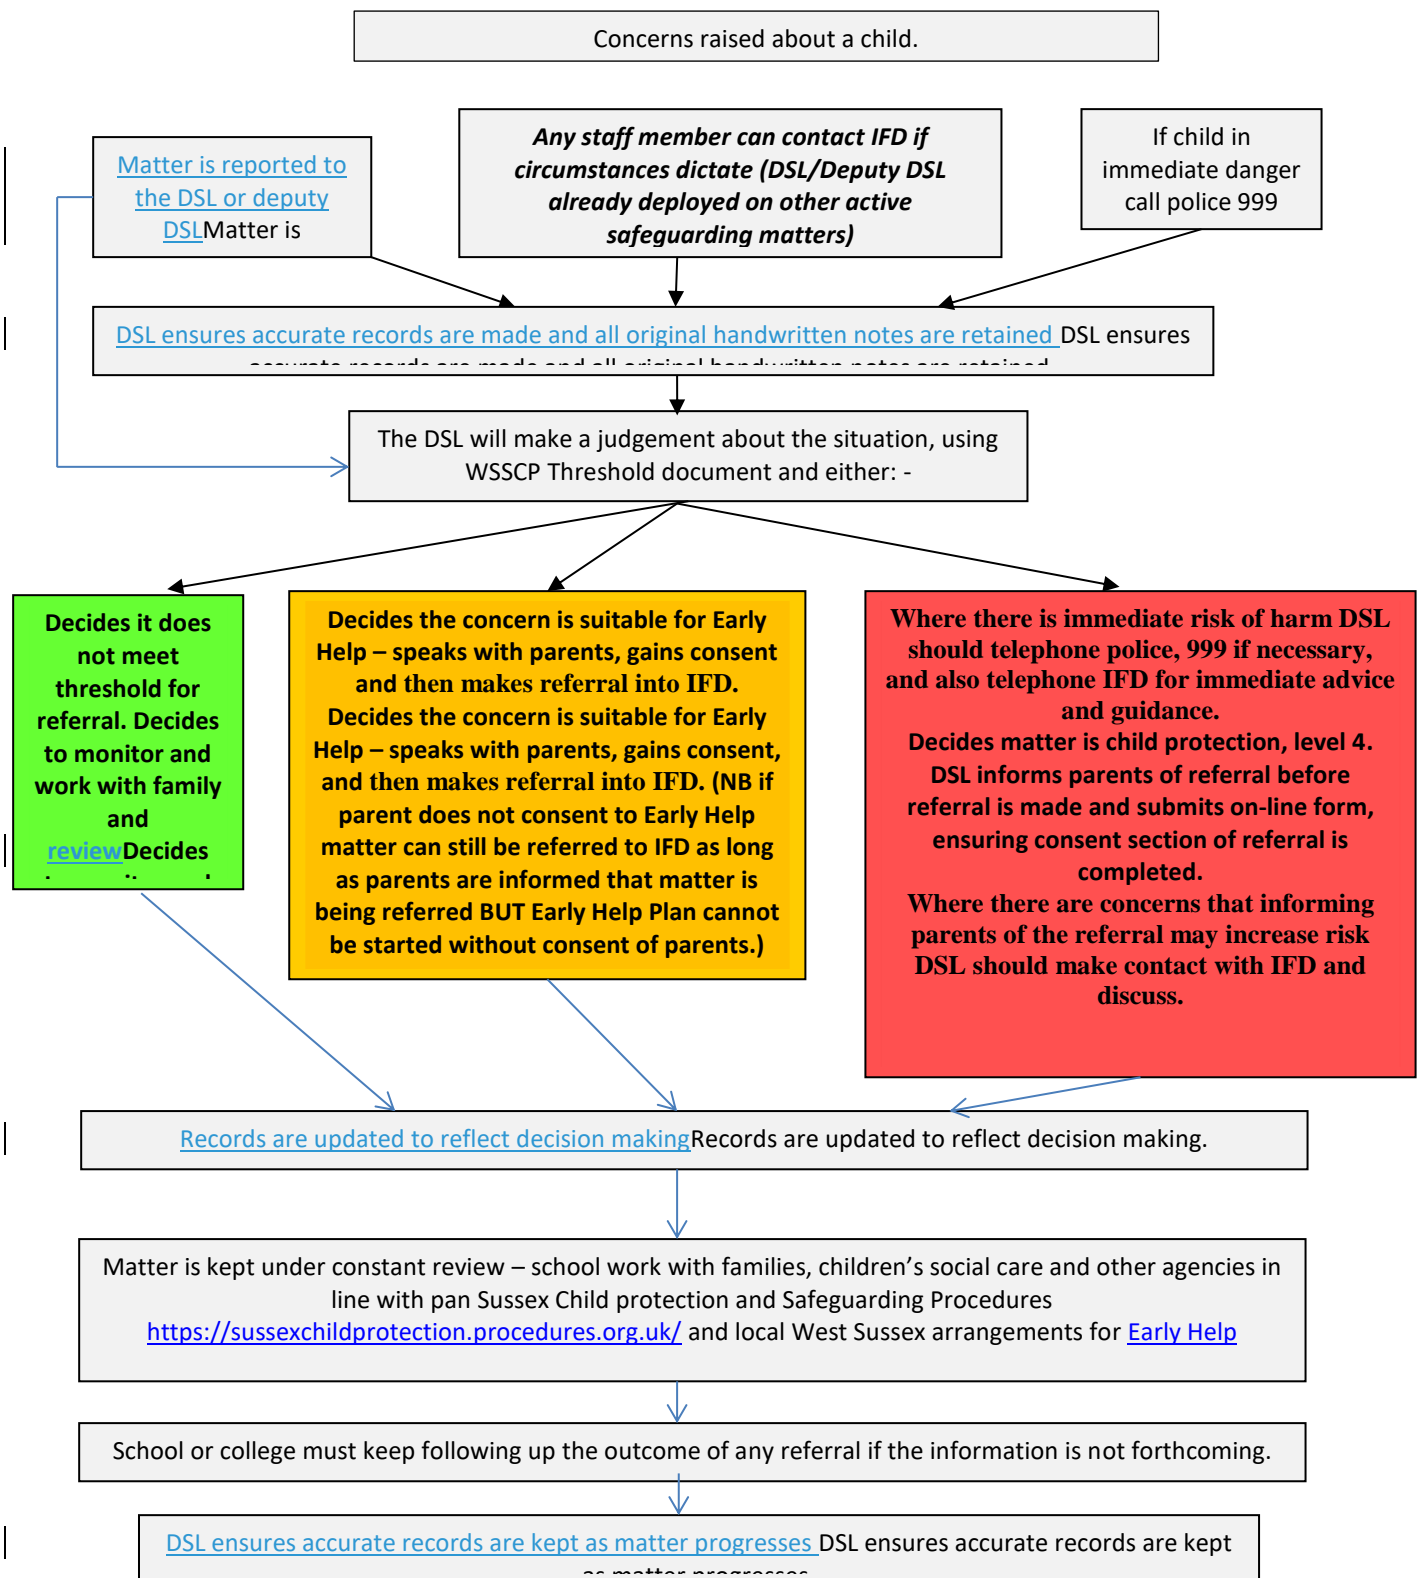 Concerns raised about a child.
Matter is reported to
the DSL or deputy
DSLMatter is
Any staff member can contact IFD if
circumstances dictate (DSL/Deputy DSL
already deployed on other active
safeguarding matters)
If child in
immediate danger
call police 999
DSL ensures accurate records are made and all original handwritten notes are retained DSL ensures
accurate records are made and all original handwritten notes are retained
The DSL will make a judgement about the situation, using
WSSCP Threshold document and either: -
Decides it does
not meet
threshold for
referral. Decides
to monitor and
work with family
and
reviewDecides
Decides the concern is suitable for Early
Help – speaks with parents, gains consent
and then makes referral into IFD.
Decides the concern is suitable for Early
Help – speaks with parents, gains consent,
and then makes referral into IFD. (NB if
parent does not consent to Early Help
matter can still be referred to IFD as long
as parents are informed that matter is
being referred BUT Early Help Plan cannot
be started without consent of parents.)
Where there is immediate risk of harm DSL
should telephone police, 999 if necessary,
and also telephone IFD for immediate advice
and guidance.
Decides matter is child protection, level 4.
DSL informs parents of referral before
referral is made and submits on-line form,
ensuring consent section of referral is
completed.
Where there are concerns that informing
parents of the referral may increase risk
DSL should make contact with IFD and
discuss.
Records are updated to reflect decision makingRecords are updated to reflect decision making.
Matter is kept under constant review – school work with families, children’s social care and other agencies in
line with pan Sussex Child protection and Safeguarding Procedures
https://sussexchildprotection.procedures.org.uk/ and local West Sussex arrangements for Early Help
School or college must keep following up the outcome of any referral if the information is not forthcoming.
DSL ensures accurate records are kept as matter progresses DSL ensures accurate records are kept
as matter progresses